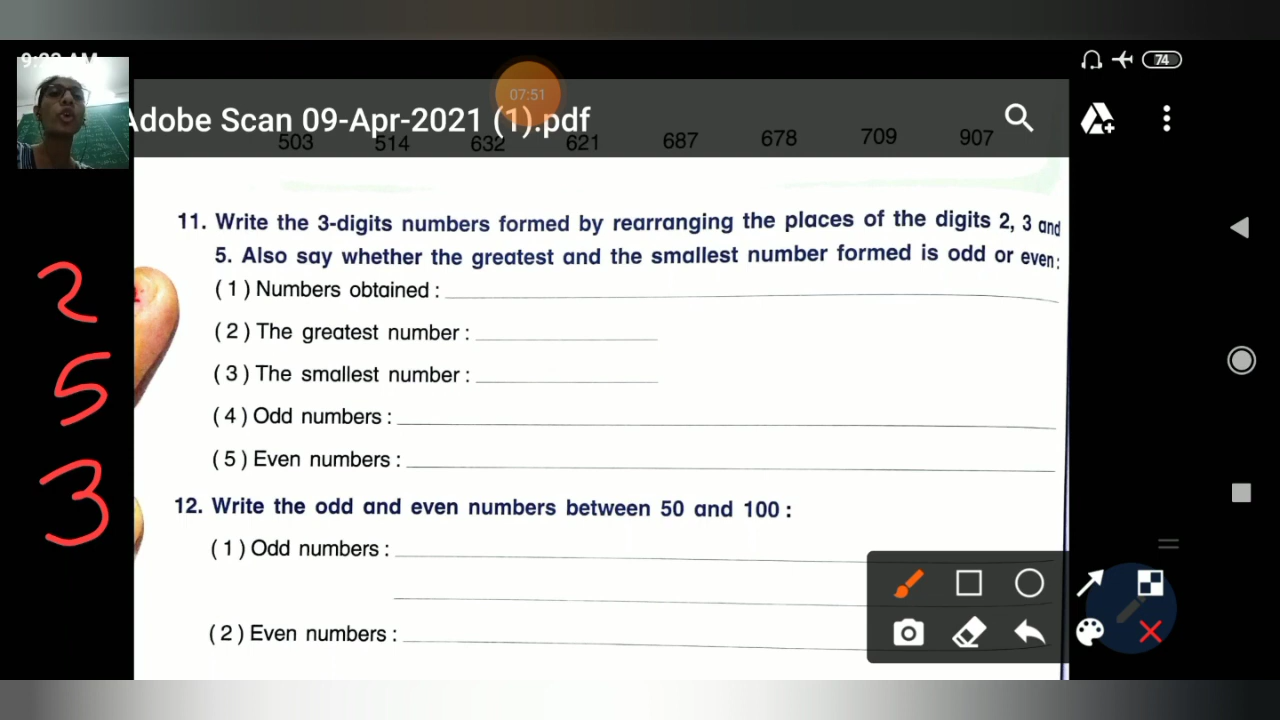 74
07:51
Adobe Scan 09-Apr-2021 (1).pdf
503 514 632 621 687 678 709 907
11. Write the 3-digits numbers formed by rearranging the places of the digits 2, 3 and
5. Also say whether the greatest and the smallest number formed is odd or even:
( 1 ) Numbers obtained :
( 2 ) The greatest number :
( 3 ) The smallest number :
( 4 ) Odd numbers :
( 5 ) Even numbers :
12. Write the odd and even numbers between 50 and 100 :
( 1 ) Odd numbers :
( 2 ) Even numbers :
2
5
3